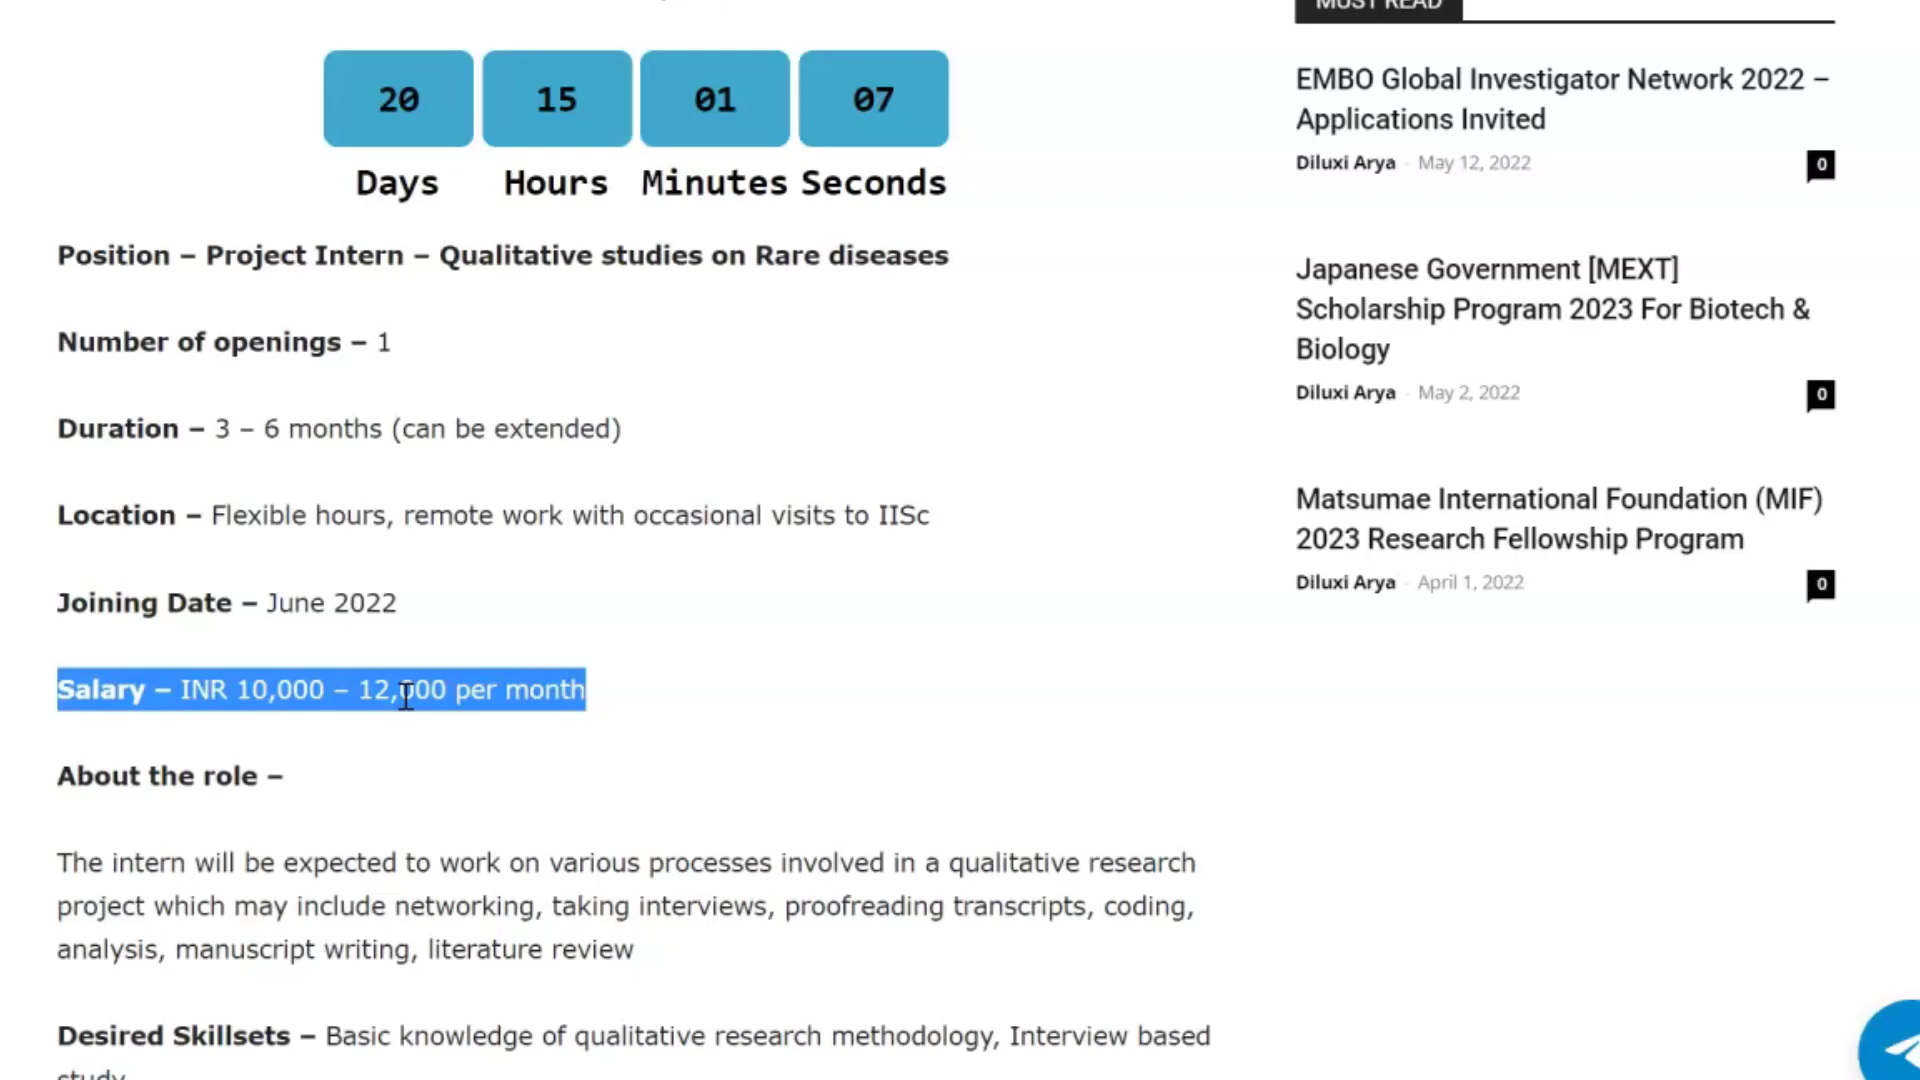 20 15 01 07
Days Hours Minutes Seconds
Position – Project Intern – Qualitative studies on Rare diseases
Number of openings – 1
Duration – 3 – 6 months (can be extended)
Location – Flexible hours, remote work with occasional visits to IISc
Joining Date – June 2022
Salary – INR 10,000 – 12,000 per month
About the role –
The intern will be expected to work on various processes involved in a qualitative research
project which may include networking, taking interviews, proofreading transcripts, coding,
analysis, manuscript writing, literature review
Desired Skillsets – Basic knowledge of qualitative research methodology, Interview based
study
MUST READ
EMBO Global Investigator Network 2022 –
Applications Invited
Diluxi Arya - May 12, 2022
0
Japanese Government [MEXT]
Scholarship Program 2023 For Biotech &
Biology
Diluxi Arya - May 2, 2022
0
Matsumae International Foundation (MIF)
2023 Research Fellowship Program
Diluxi Arya - April 1, 2022
0